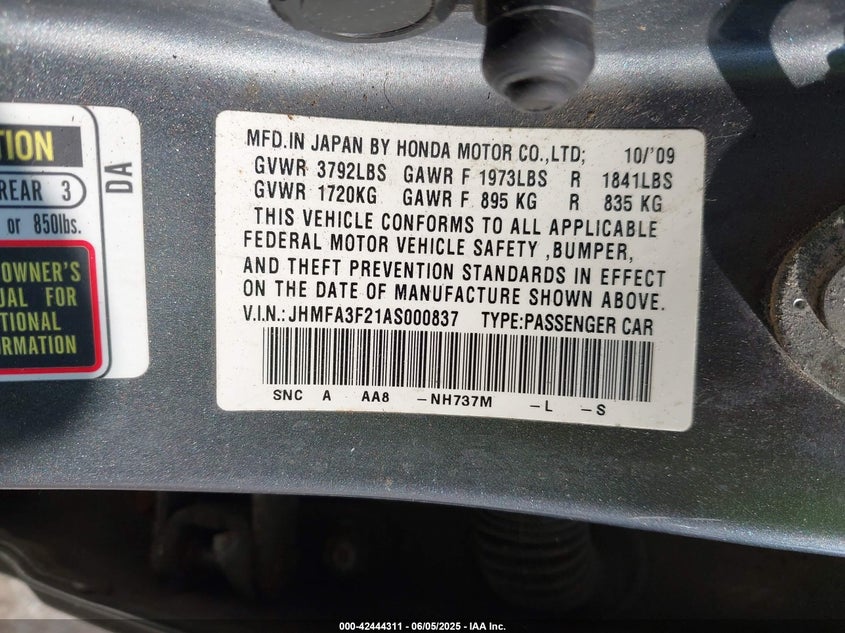 TION
REAR 3
or 850lbs.
OWNER'S
FOR
DA
MFD.IN JAPAN BY HONDA MOTOR CO.,LTD; 10/'09
GVWR 3792LBS GAWR F 1973LBS R 1841LBS
GVWR 1720KG GAWR F 895 KG R 835 KG
THIS VEHICLE CONFORMS TO ALL APPLICABLE
FEDERAL MOTOR VEHICLE SAFETY ,BUMPER,
AND THEFT PREVENTION STANDARDS IN EFFECT
ON THE DATE OF MANUFACTURE SHOWN ABOVE.
V.I.N.:JHMFA3F21AS000837 TYPE:PASSENGER CAR
SNC A AA8 -NH737M -L -S
000-42444311 - 06/05/2025 - IAA Inc.